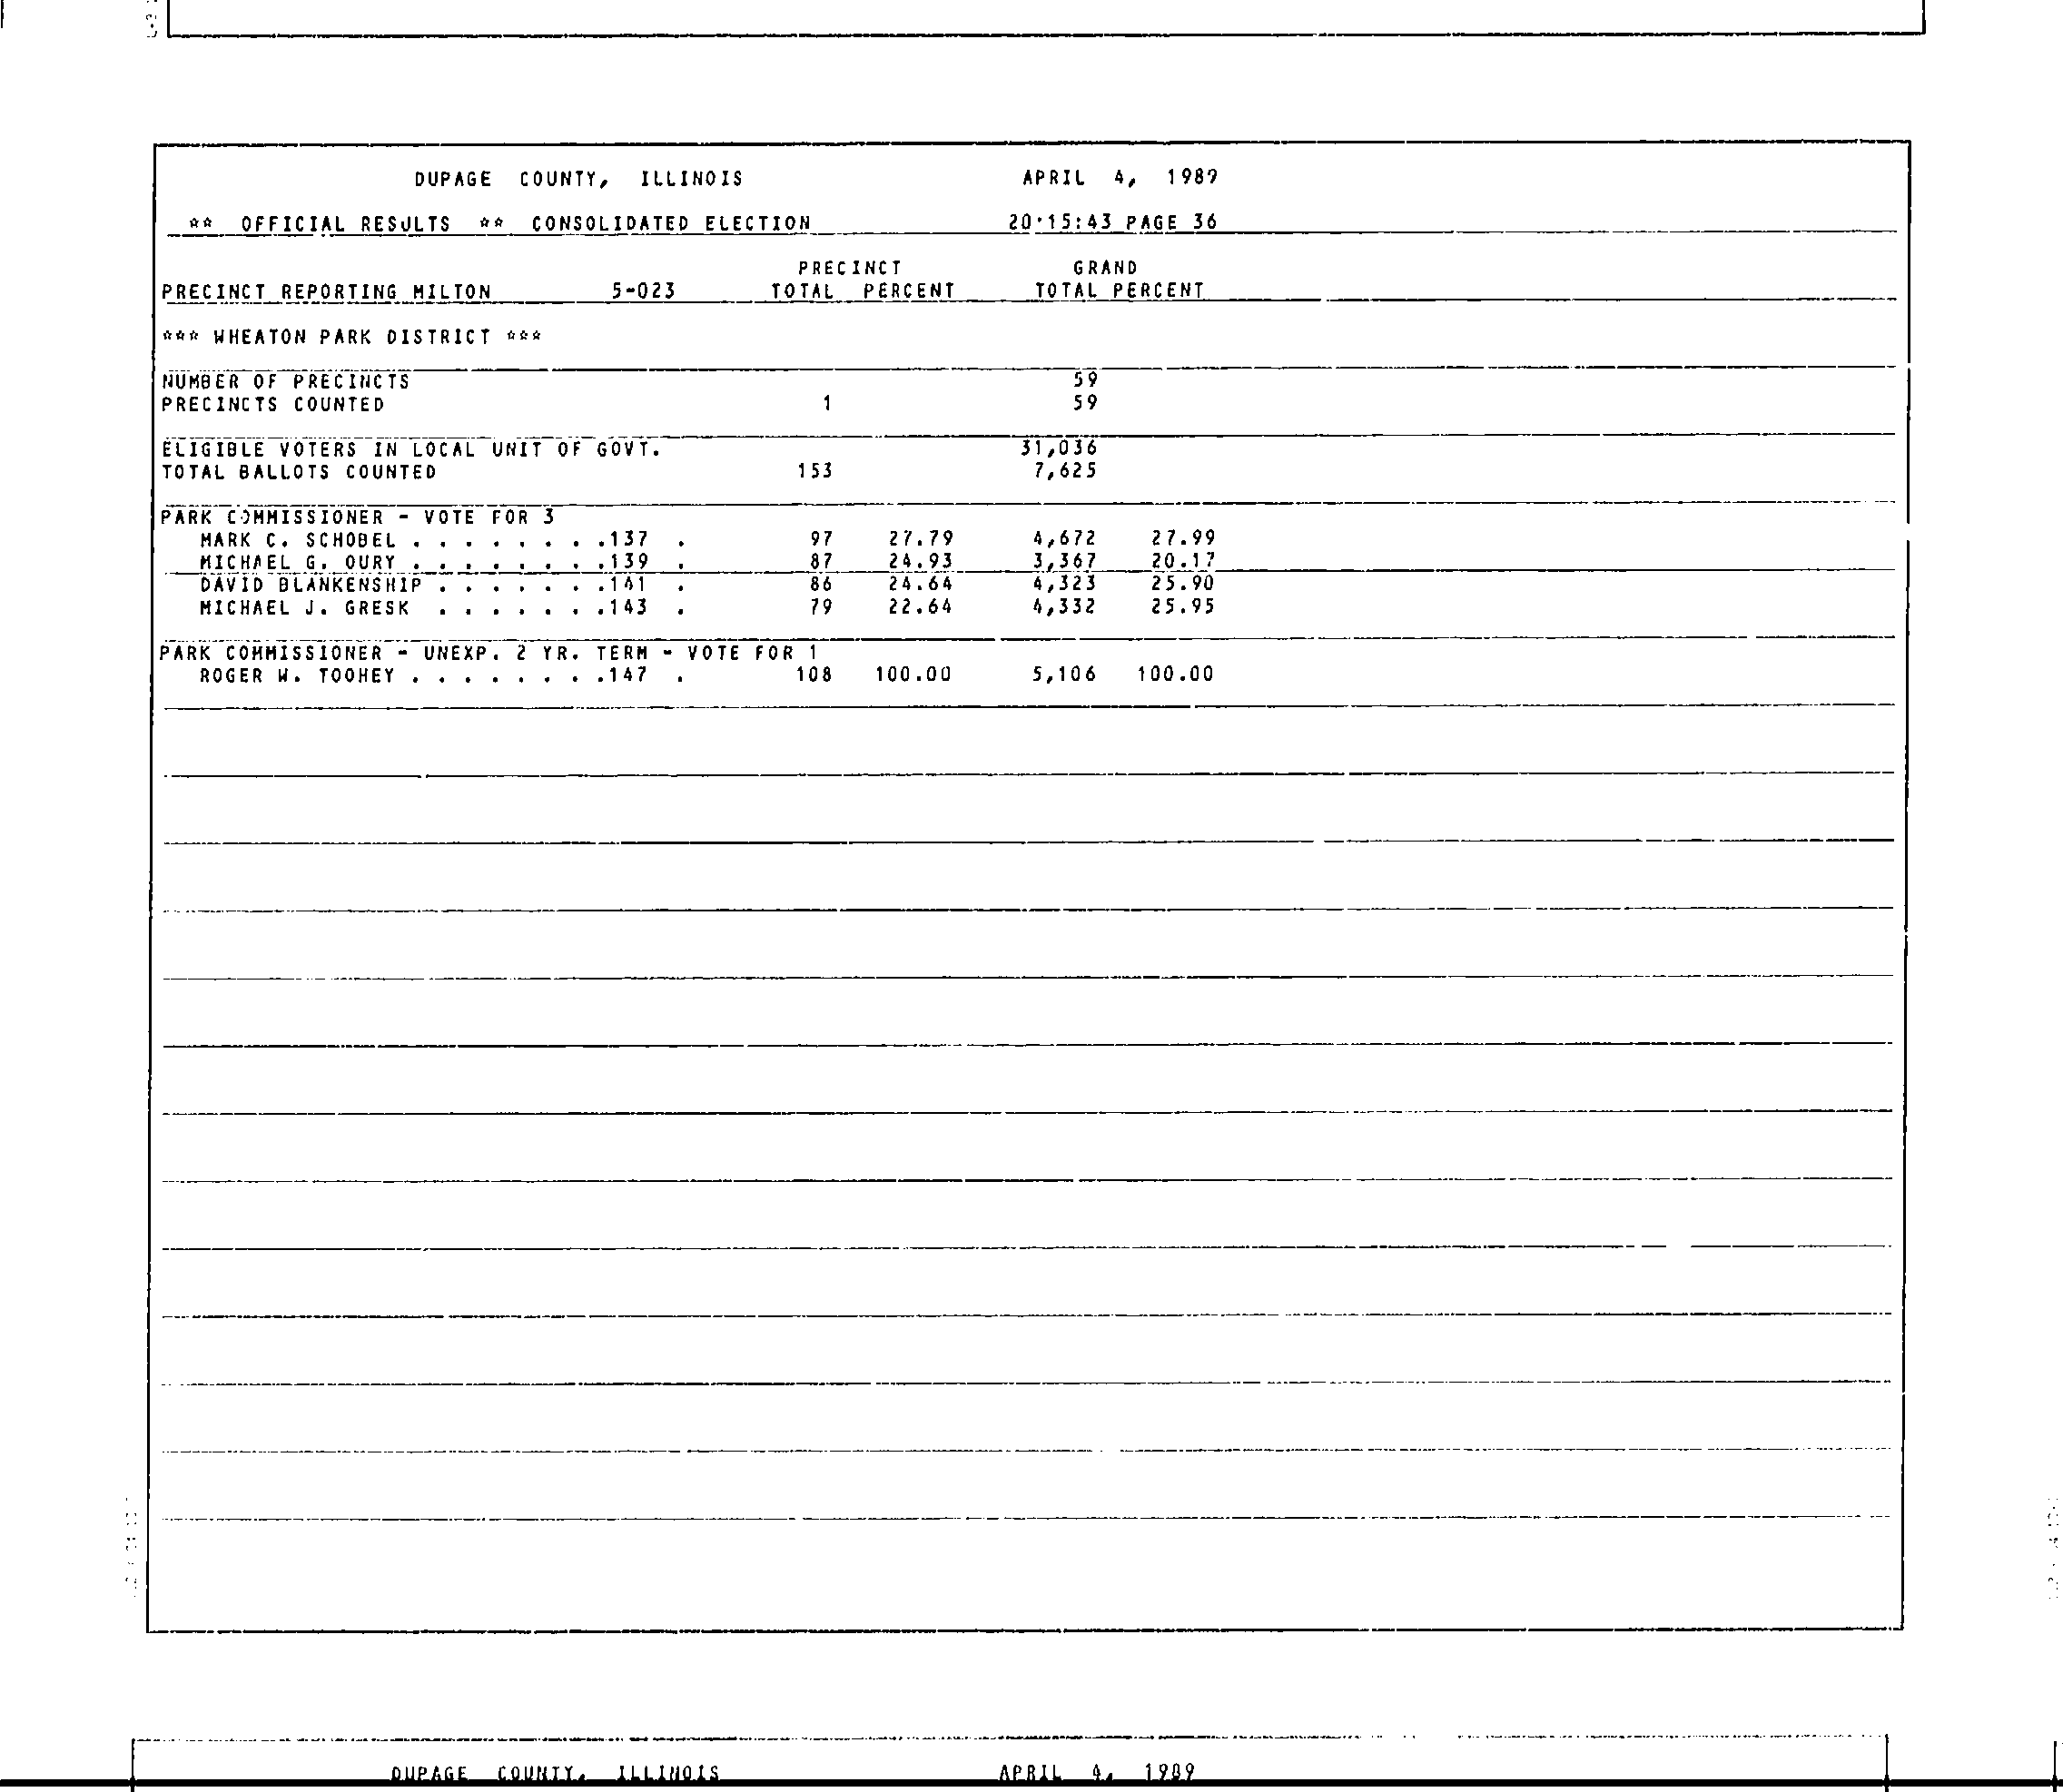 DUPAGE COUNTY, ILLINOIS APRIL 4, 1989
** OFFICIAL RESULTS ** CONSOLIDATED ELECTION 20:15:43 PAGE 36
PRECINCT GRAND
PRECINCT REPORTING MILTON 5-023 TOTAL PERCENT TOTAL PERCENT
*** WHEATON PARK DISTRICT ***
NUMBER OF PRECINCTS 59
PRECINCTS COUNTED 1 59
ELIGIBLE VOTERS IN LOCAL UNIT OF GOVT. 31,036
TOTAL BALLOTS COUNTED 153 7,625
PARK COMMISSIONER - VOTE FOR 3
MARK C. SCHOBEL . . . . . . . .137 . 97 27.79 4,672 27.99
MICHAEL G. OURY . . . . . . . .139 . 87 24.93 3,367 20.17
DAVID BLANKENSHIP . . . . . . .141 . 86 24.64 4,323 25.90
MICHAEL J. GRESK . . . . . . .143 . 79 22.64 4,332 25.95
PARK COMMISSIONER - UNEXP. 2 YR. TERM - VOTE FOR 1
ROGER W. TOOHEY . . . . . . . .147 . 108 100.00 5,106 100.00
DUPAGE COUNTY, ILLINOIS APRIL 4, 1989